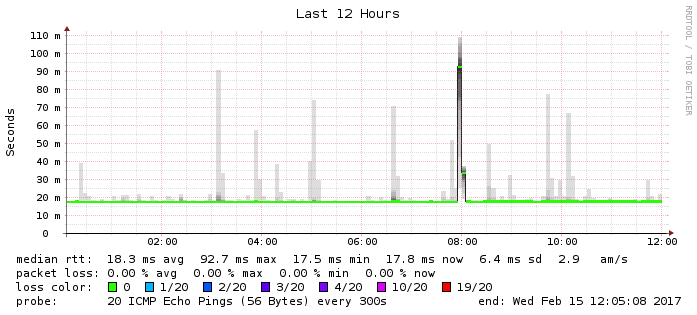 Last 12 Hours
RRDTOOL / TOBI OETIKER
Seconds
110 m
100 m
90 m
80 m
70 m
60 m
50 m
40 m
30 m
20 m
10 m
0
02:00 04:00 06:00 08:00 10:00 12:00
median rtt: 18.3 ms avg 92.7 ms max 17.5 ms min 17.8 ms now 6.4 ms sd 2.9 am/s
packet loss: 0.00 % avg 0.00 % max 0.00 % min 0.00 % now
loss color: 0 1/20 2/20 3/20 4/20 10/20 19/20
probe: 20 ICMP Echo Pings (56 Bytes) every 300s end: Wed Feb 15 12:05:08 2017